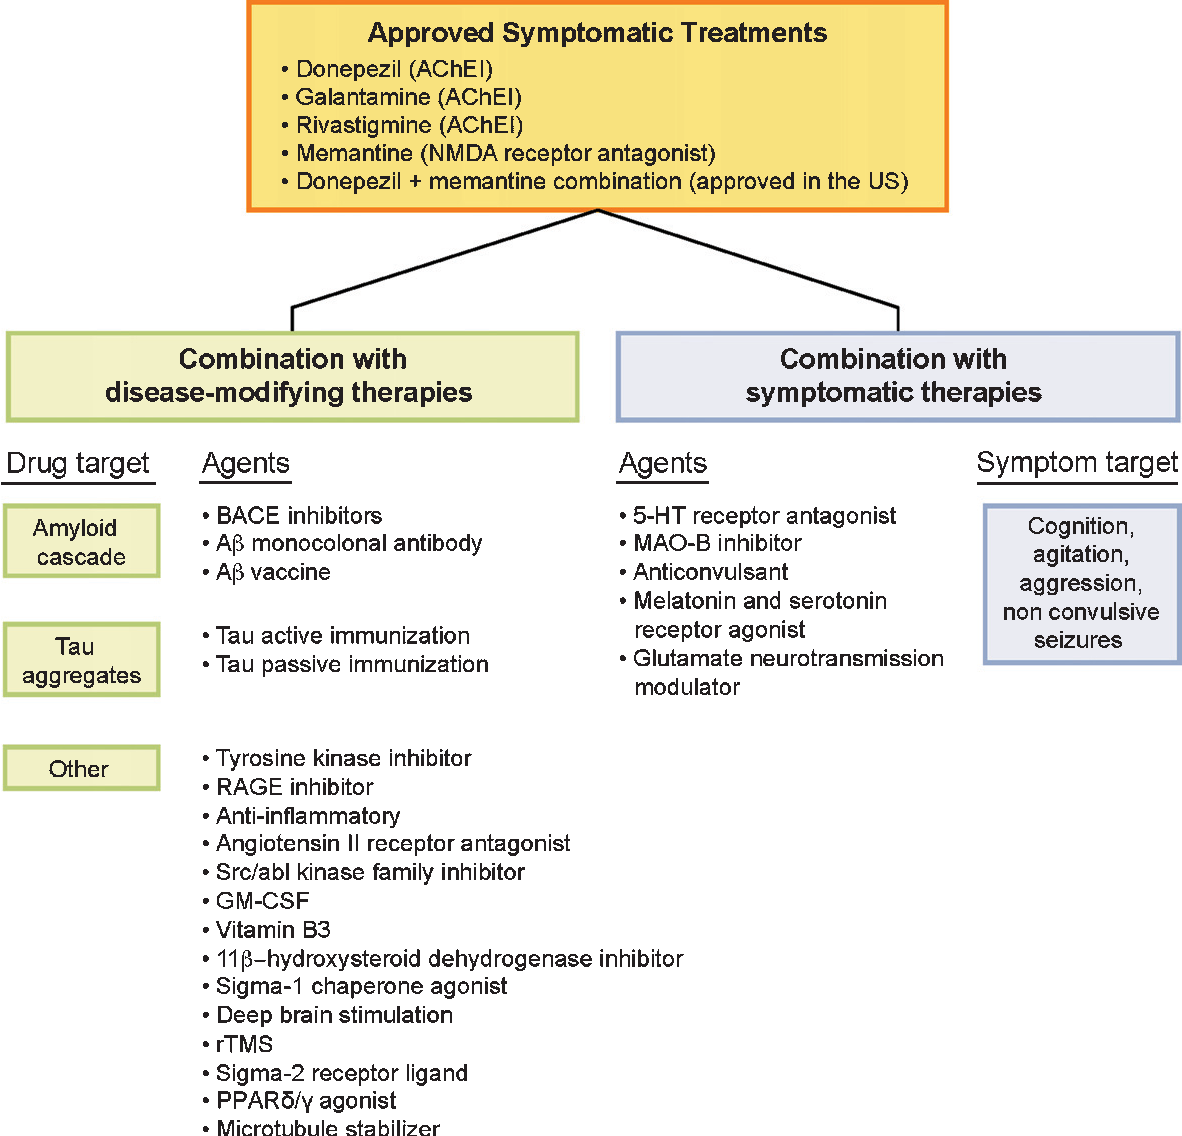 Approved Symptomatic Treatments
• Donepezil (AChEI)
• Galantamine (AChEI)
• Rivastigmine (AChEI)
• Memantine (NMDA receptor antagonist)
• Donepezil + memantine combination (approved in the US)
Combination with
disease-modifying therapies
Combination with
symptomatic therapies
Drug target
Agents
Amyloid
cascade
• BACE inhibitors
• Aβ monocolonal antibody
• Aβ vaccine
Tau
aggregates
• Tau active immunization
• Tau passive immunization
Other
• Tyrosine kinase inhibitor
• RAGE inhibitor
• Anti-inflammatory
• Angiotensin II receptor antagonist
• Src/abl kinase family inhibitor
• GM-CSF
• Vitamin B3
• 11β–hydroxysteroid dehydrogenase inhibitor
• Sigma-1 chaperone agonist
• Deep brain stimulation
• rTMS
• Sigma-2 receptor ligand
• PPARδ/γ agonist
• Microtubule stabilizer
Agents
Symptom target
• 5-HT receptor antagonist
• MAO-B inhibitor
• Anticonvulsant
• Melatonin and serotonin
receptor agonist
• Glutamate neurotransmission
modulator
Cognition,
agitation,
aggression,
non convulsive
seizures